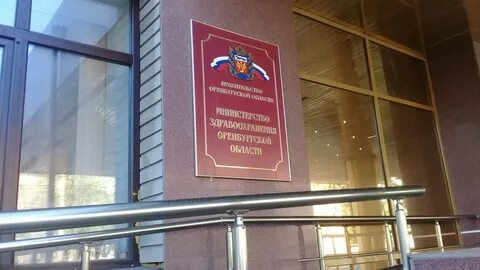 ПРАВИТЕЛЬСТВО
ОРЕНБУРГСКОЙ ОБЛАСТИ
МИНИСТЕРСТВО
ЗДРАВООХРАНЕНИЯ
ОРЕНБУРГСКОЙ
ОБЛАСТИ